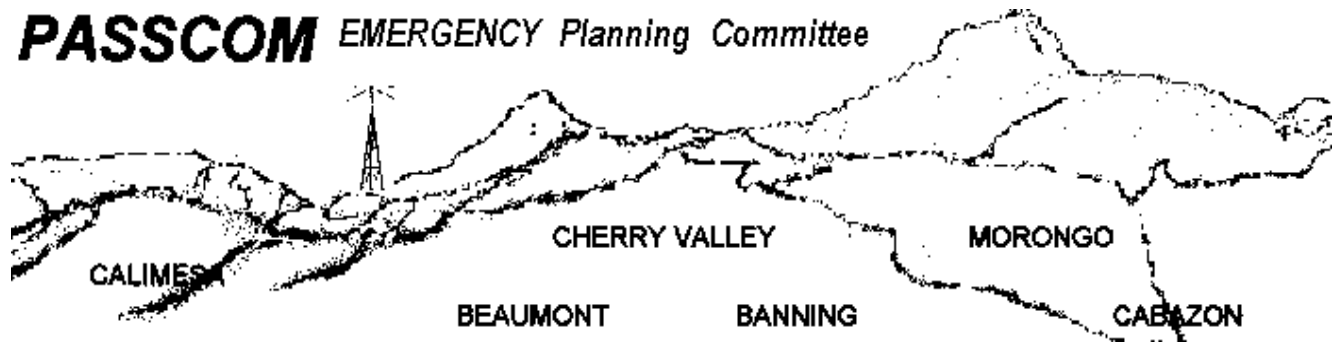 PASSCOM EMERGENCY Planning Committee
CHERRY VALLEY MORONGO
CALIMESA
BEAUMONT BANNING CABAZON